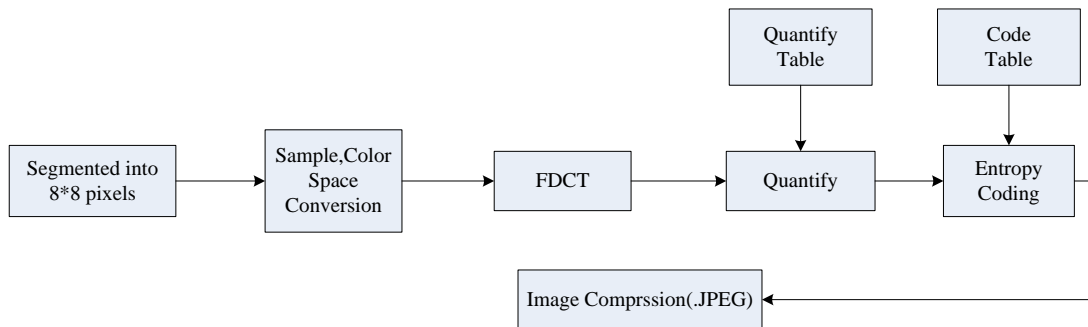 Quantify
Table
Code
Table
Segmented into
8*8 pixels
Sample,Color
Space
Conversion
FDCT
Quantify
Entropy
Coding
Image Comprssion(.JPEG)